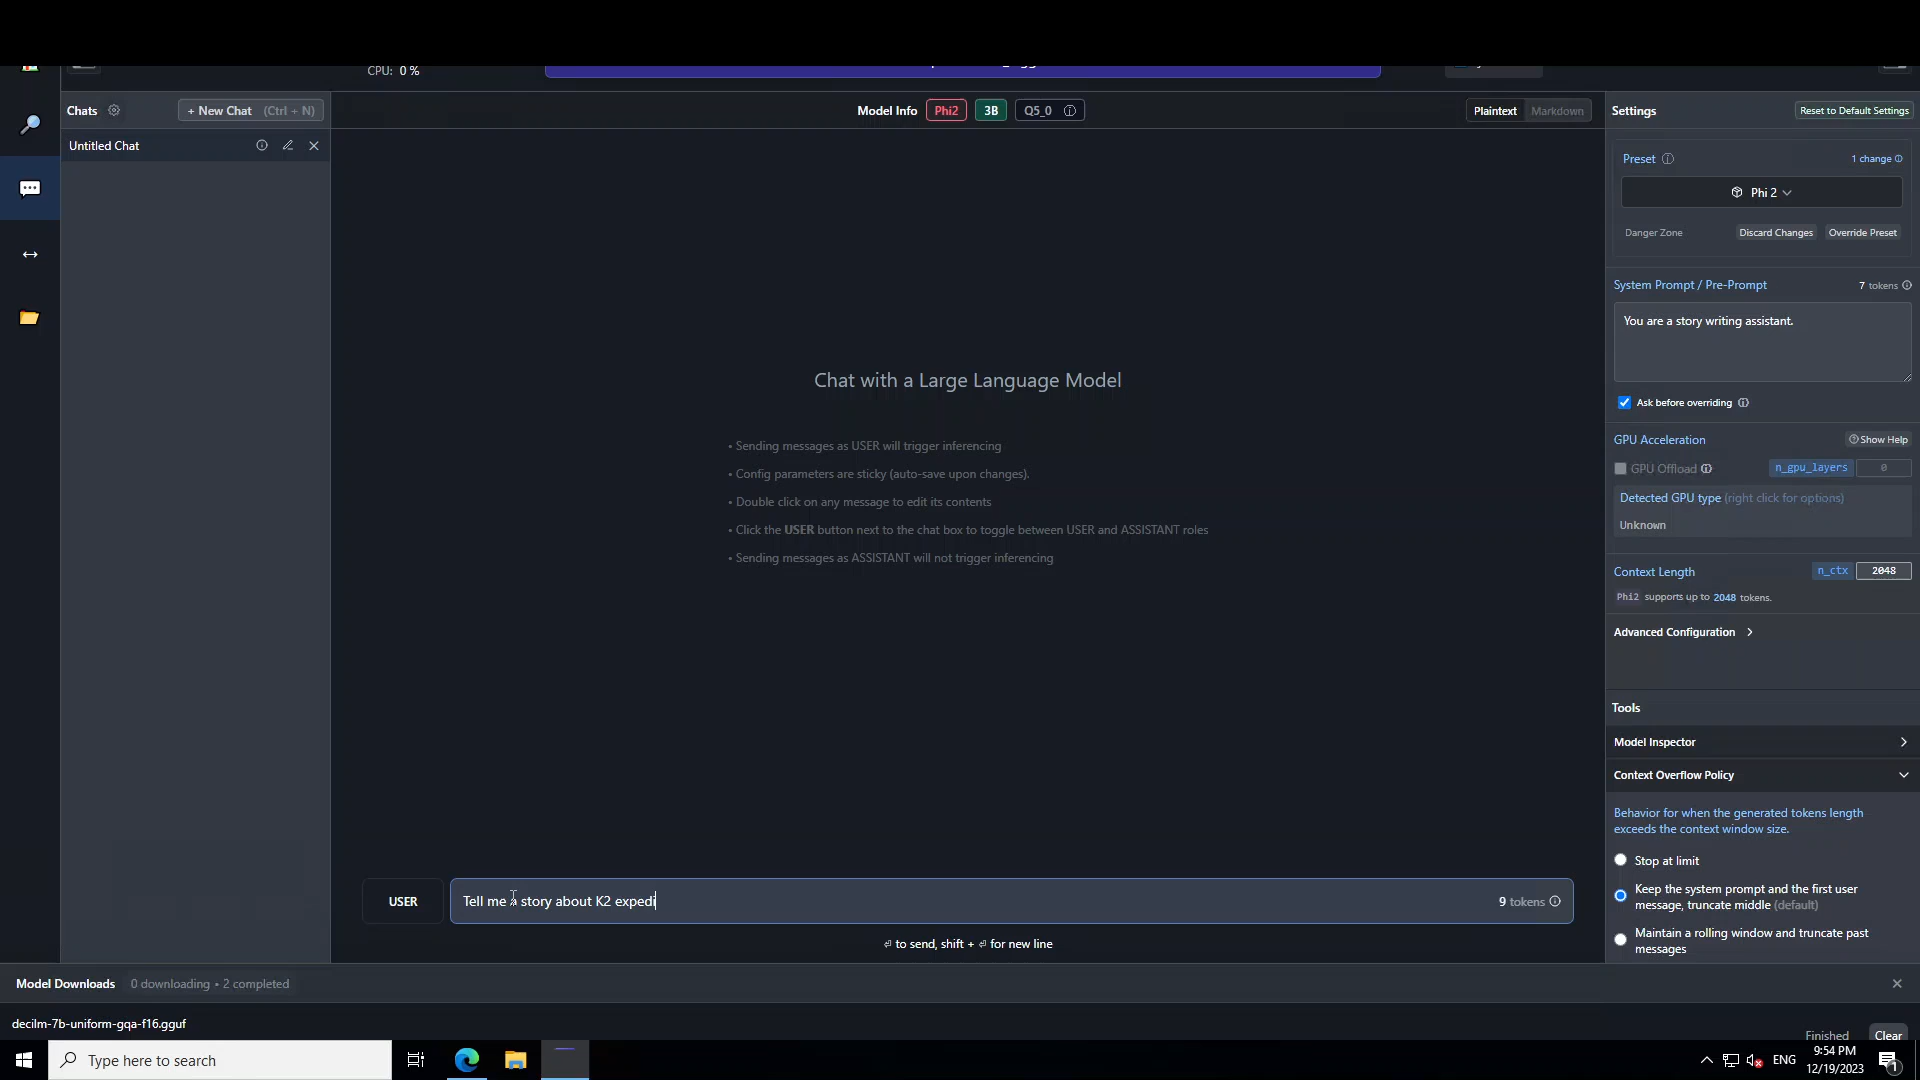 CPU: 0 %
Chats
+ New Chat (Ctrl + N)
Model Info Phi2 3B Q5_0
Plaintext Markdown
Settings
Reset to Default Settings
Untitled Chat
Preset
1 change
Phi 2
Danger Zone
Discard Changes
Override Preset
System Prompt / Pre-Prompt
7 tokens
You are a story writing assistant.
Chat with a Large Language Model
Ask before overriding
• Sending messages as USER will trigger inferencing
• Config parameters are sticky (auto-save upon changes).
• Double click on any message to edit its contents
• Click the USER button next to the chat box to toggle between USER and ASSISTANT roles
• Sending messages as ASSISTANT will not trigger inferencing
GPU Acceleration
Show Help
GPU Offload
n_gpu_layers 0
Detected GPU type (right click for options)
Unknown
Context Length
n_ctx 2048
Phi2 supports up to 2048 tokens.
Advanced Configuration
Tools
Model Inspector
Context Overflow Policy
Behavior for when the generated tokens length
exceeds the context window size.
Stop at limit
Keep the system prompt and the first user
message, truncate middle (default)
Maintain a rolling window and truncate past
messages
USER
Tell me a story about K2 expedi
9 tokens
⏎ to send, shift + ⏎ for new line
Model Downloads 0 downloading • 2 completed
decilm-7b-uniform-gqa-f16.gguf
Finished
Clear
Type here to search
ENG
9:54 PM
12/19/2023
1